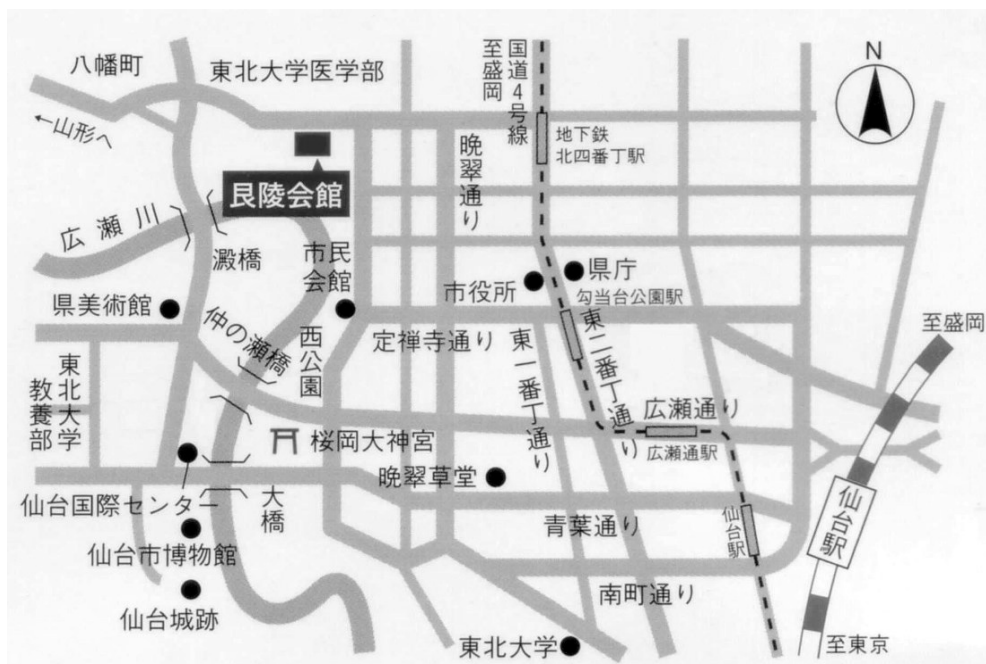 八幡町
東北大学医学部
国道4号線
至盛岡
N
←山形へ
晩翠通り
地下鉄
北四番丁駅
艮陵会館
広瀬川
澱橋
市民
会館
県庁
市役所
勾当台公園駅
県美術館
仲の瀬橋
西公園
定禅寺通り
東一番丁通り
東二番丁通り
至盛岡
東北大学
教養部
広瀬通り
広瀬通駅
桜岡大神宮
晩翠草堂
仙台国際センター
大橋
仙台駅
仙台駅
青葉通り
仙台市博物館
南町通り
仙台城跡
東北大学
至東京